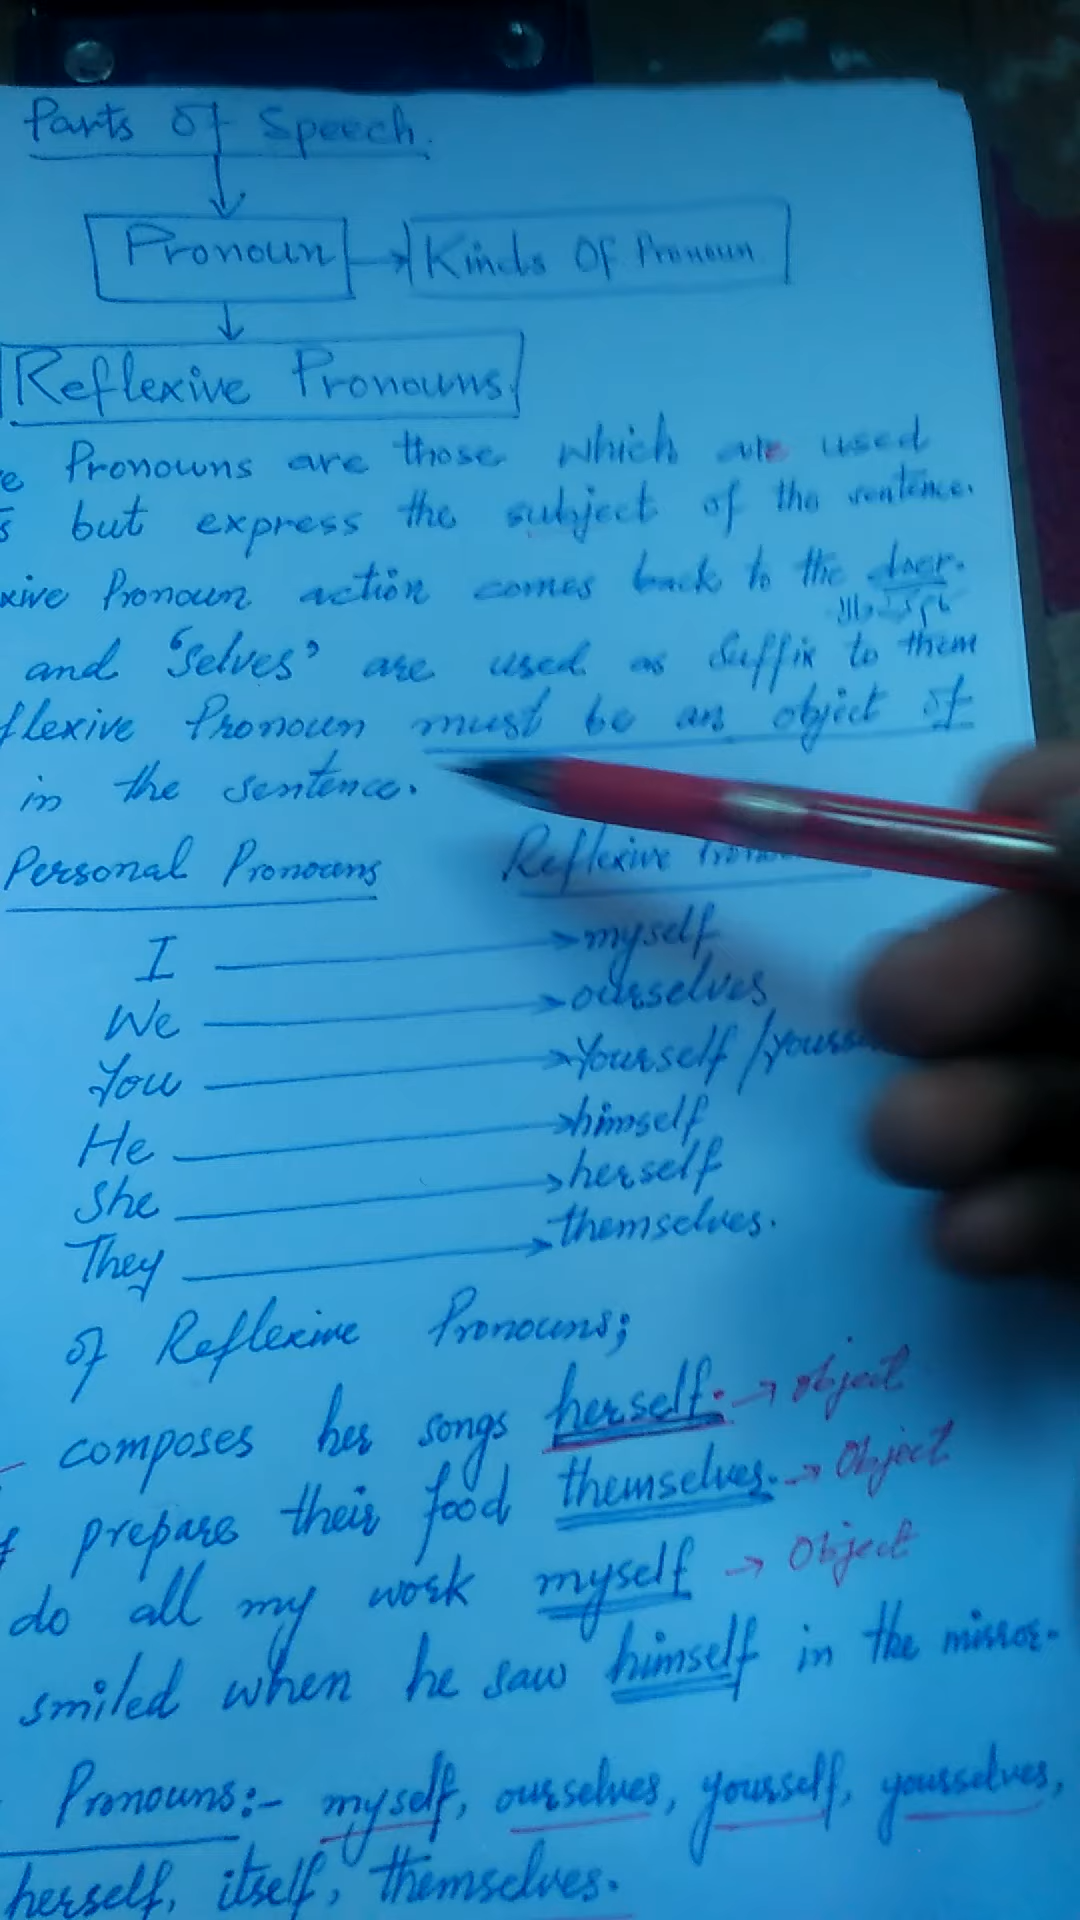 Parts of Speech.
Pronoun
Kinds Of Pronoun
Reflexive Pronouns.
e Pronouns are those which are used
s but express the subject of the sentence.
xive Pronoun action comes back to the doer.
and 'selves' are used as Suffix to them
flexive Pronoun must be an object of
in the sentence.
Personal Pronouns Reflexive
I myself
We ourselves
You Yourself /
He himself
She herself
They themselves.
of Reflexive Pronouns;
composes her songs herself. → object
prepare their food themselves. → Object
do all my work myself → Object
smiled when he saw himself in the mirror.
Pronouns:- myself, ourselves, yourself, yourselves,
herself, itself, themselves.